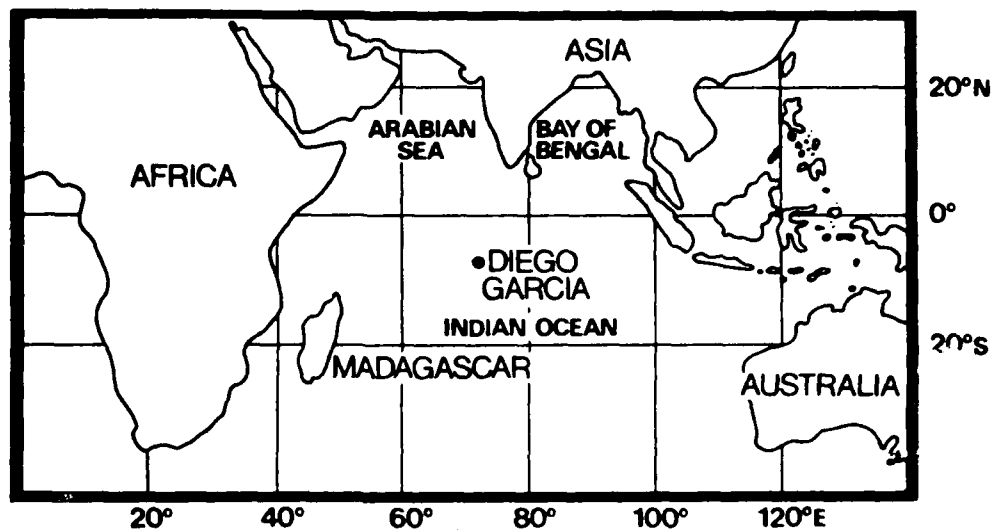 ASIA
20°N
ARABIAN
SEA
BAY OF
BENGAL
AFRICA
0°
DIEGO
GARCIA
INDIAN OCEAN
20°S
MADAGASCAR
AUSTRALIA
20° 40° 60° 80° 100° 120°E